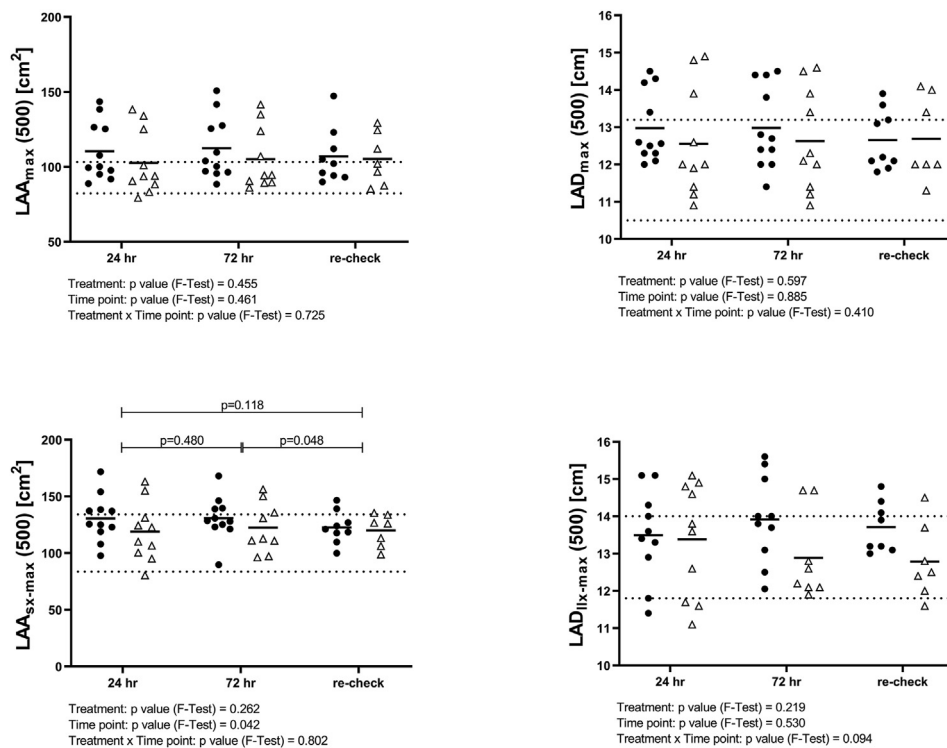 LAAmax (500) [cm2]
200
150
100
50
24 hr
72 hr
re-check
Treatment: p value (F-Test) = 0.455
Time point: p value (F-Test) = 0.461
Treatment x Time point: p value (F-Test) = 0.725
LADmax (500) [cm]
16
15
14
13
12
11
10
24 hr
72 hr
re-check
Treatment: p value (F-Test) = 0.597
Time point: p value (F-Test) = 0.885
Treatment x Time point: p value (F-Test) = 0.410
p=0.118
p=0.480
p=0.048
LAAsx-max (500) [cm2]
200
150
100
50
0
24 hr
72 hr
re-check
Treatment: p value (F-Test) = 0.262
Time point: p value (F-Test) = 0.042
Treatment x Time point: p value (F-Test) = 0.802
LADllx-max (500) [cm]
16
15
14
13
12
11
10
24 hr
72 hr
re-check
Treatment: p value (F-Test) = 0.219
Time point: p value (F-Test) = 0.530
Treatment x Time point: p value (F-Test) = 0.094